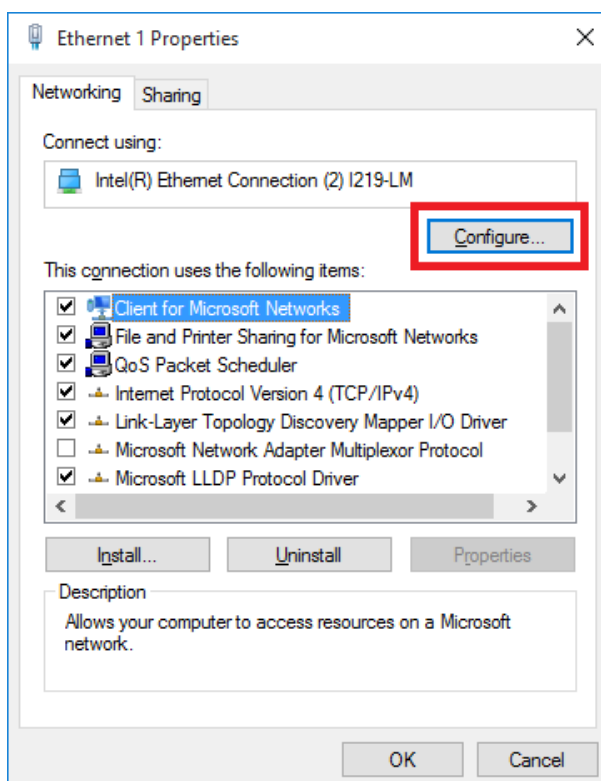 Ethernet 1 Properties
Networking
Sharing
Connect using:
Intel(R) Ethernet Connection (2) I219-LM
Configure...
This connection uses the following items:
Client for Microsoft Networks
File and Printer Sharing for Microsoft Networks
QoS Packet Scheduler
Internet Protocol Version 4 (TCP/IPv4)
Link-Layer Topology Discovery Mapper I/O Driver
Microsoft Network Adapter Multiplexor Protocol
Microsoft LLDP Protocol Driver
Install...
Uninstall
Properties
Description
Allows your computer to access resources on a Microsoft
network.
OK
Cancel